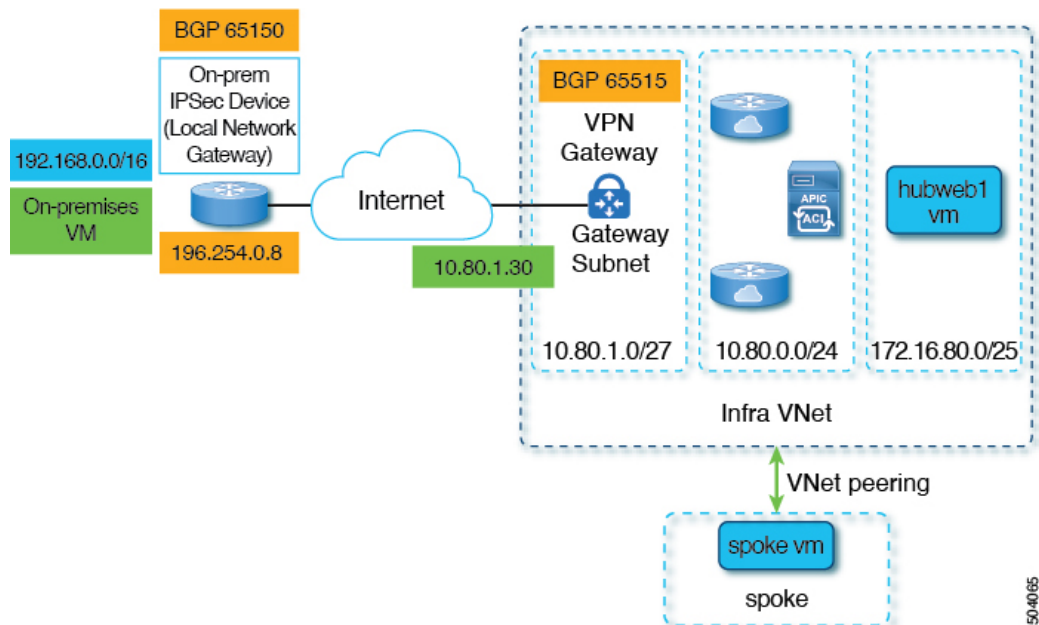 BGP 65150
On-prem
IPSec Device
(Local Network
Gateway)
192.168.0.0/16
On-premises
VM
196.254.0.8
Internet
10.80.1.30
BGP 65515
VPN
Gateway
Gateway
Subnet
10.80.1.0/27
APIC
ACI
10.80.0.0/24
hubweb1
vm
172.16.80.0/25
Infra VNet
VNet peering
spoke vm
spoke
504065